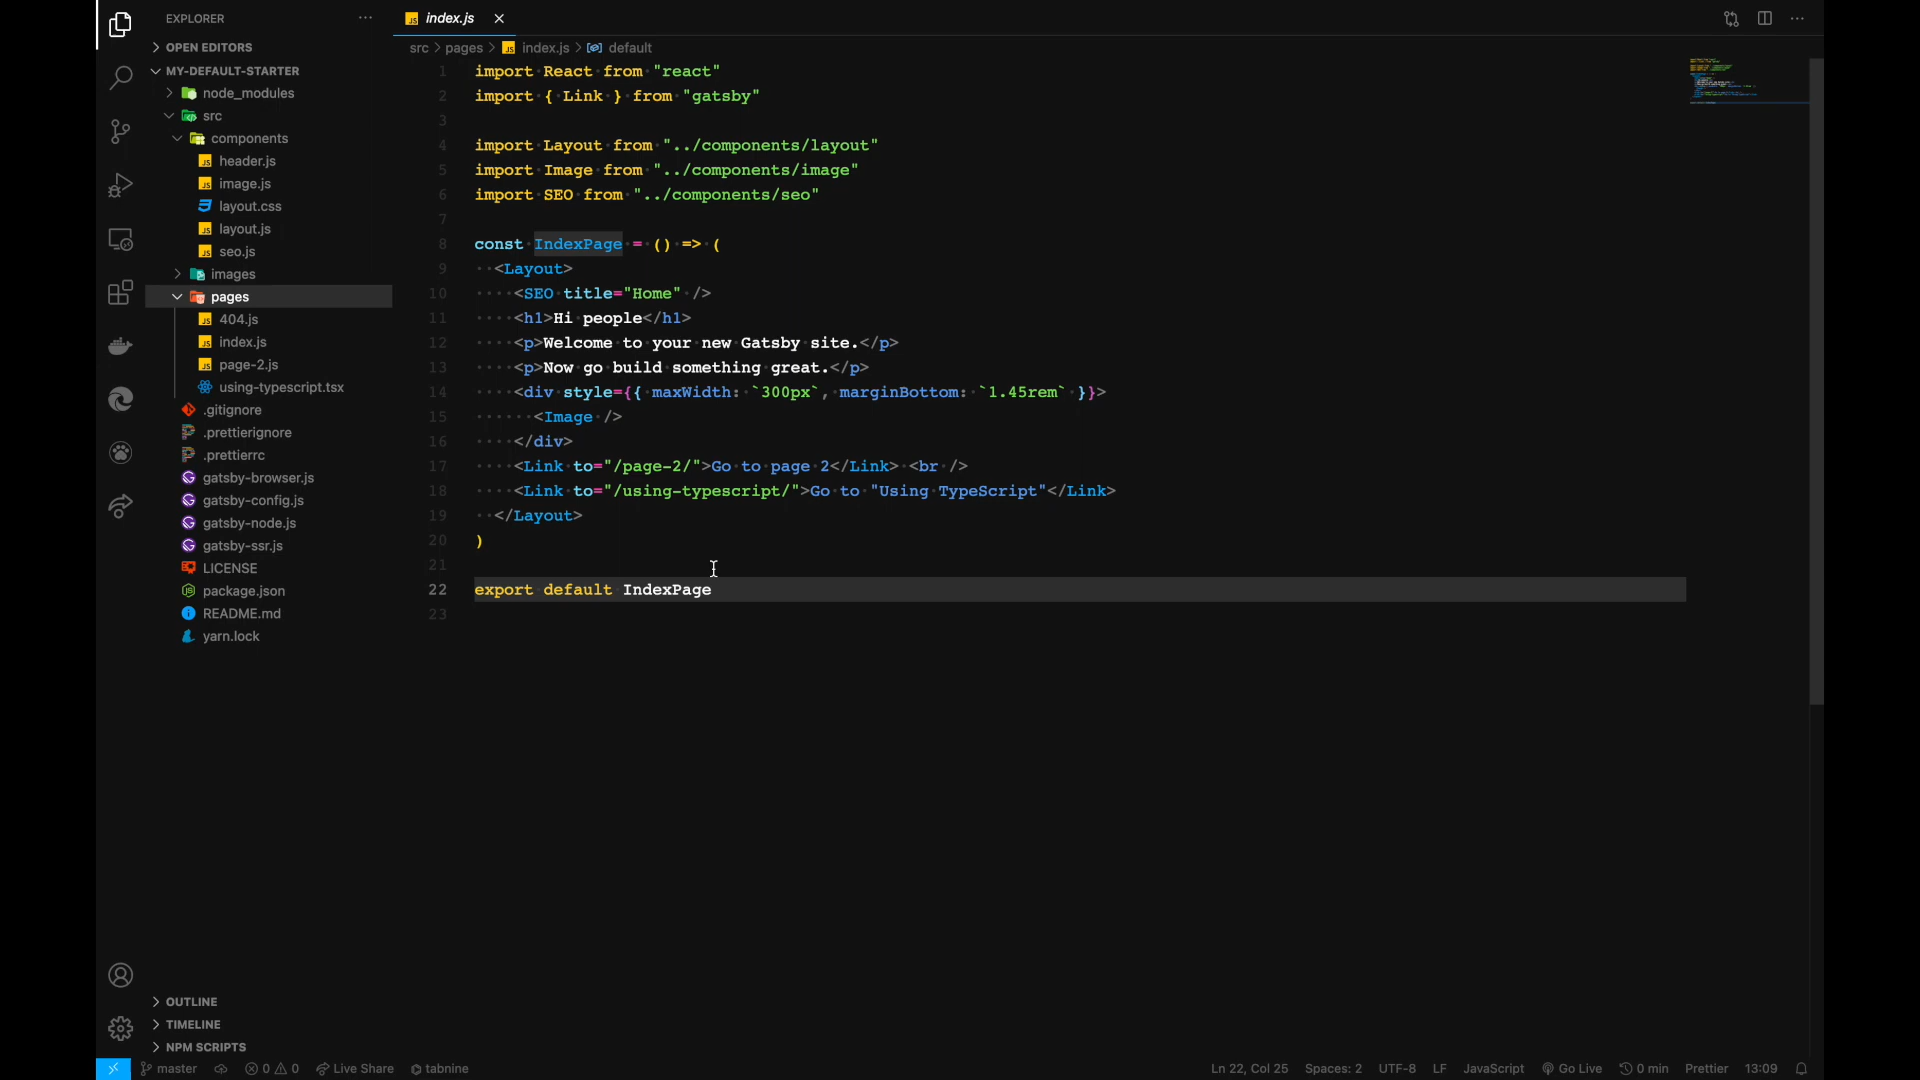 EXPLORER
OPEN EDITORS
MY-DEFAULT-STARTER
node_modules
src
components
header.js
image.js
layout.css
layout.js
seo.js
images
pages
404.js
index.js
page-2.js
using-typescript.tsx
.gitignore
.prettierignore
.prettierrc
gatsby-browser.js
gatsby-config.js
gatsby-node.js
gatsby-ssr.js
LICENSE
package.json
README.md
yarn.lock
OUTLINE
TIMELINE
NPM SCRIPTS
JS index.js
src > pages > JS index.js > default
1 import React from "react"
2 import { Link } from "gatsby"
3
4 import Layout from "../components/layout"
5 import Image from "../components/image"
6 import SEO from "../components/seo"
7
8 const IndexPage = () => (
9 <Layout>
10 <SEO title="Home" />
11 <h1>Hi people</h1>
12 <p>Welcome to your new Gatsby site.</p>
13 <p>Now go build something great.</p>
14 <div style={{ maxWidth: `300px`, marginBottom: `1.45rem` }}>
15 <Image />
16 </div>
17 <Link to="/page-2/">Go to page 2</Link> <br />
18 <Link to="/using-typescript/">Go to "Using TypeScript"</Link>
19 </Layout>
20 )
21
22 export default IndexPage
23
master 0 0 Live Share tabnine Ln 22, Col 25 Spaces: 2 UTF-8 LF JavaScript Go Live 0 min Prettier 13:09